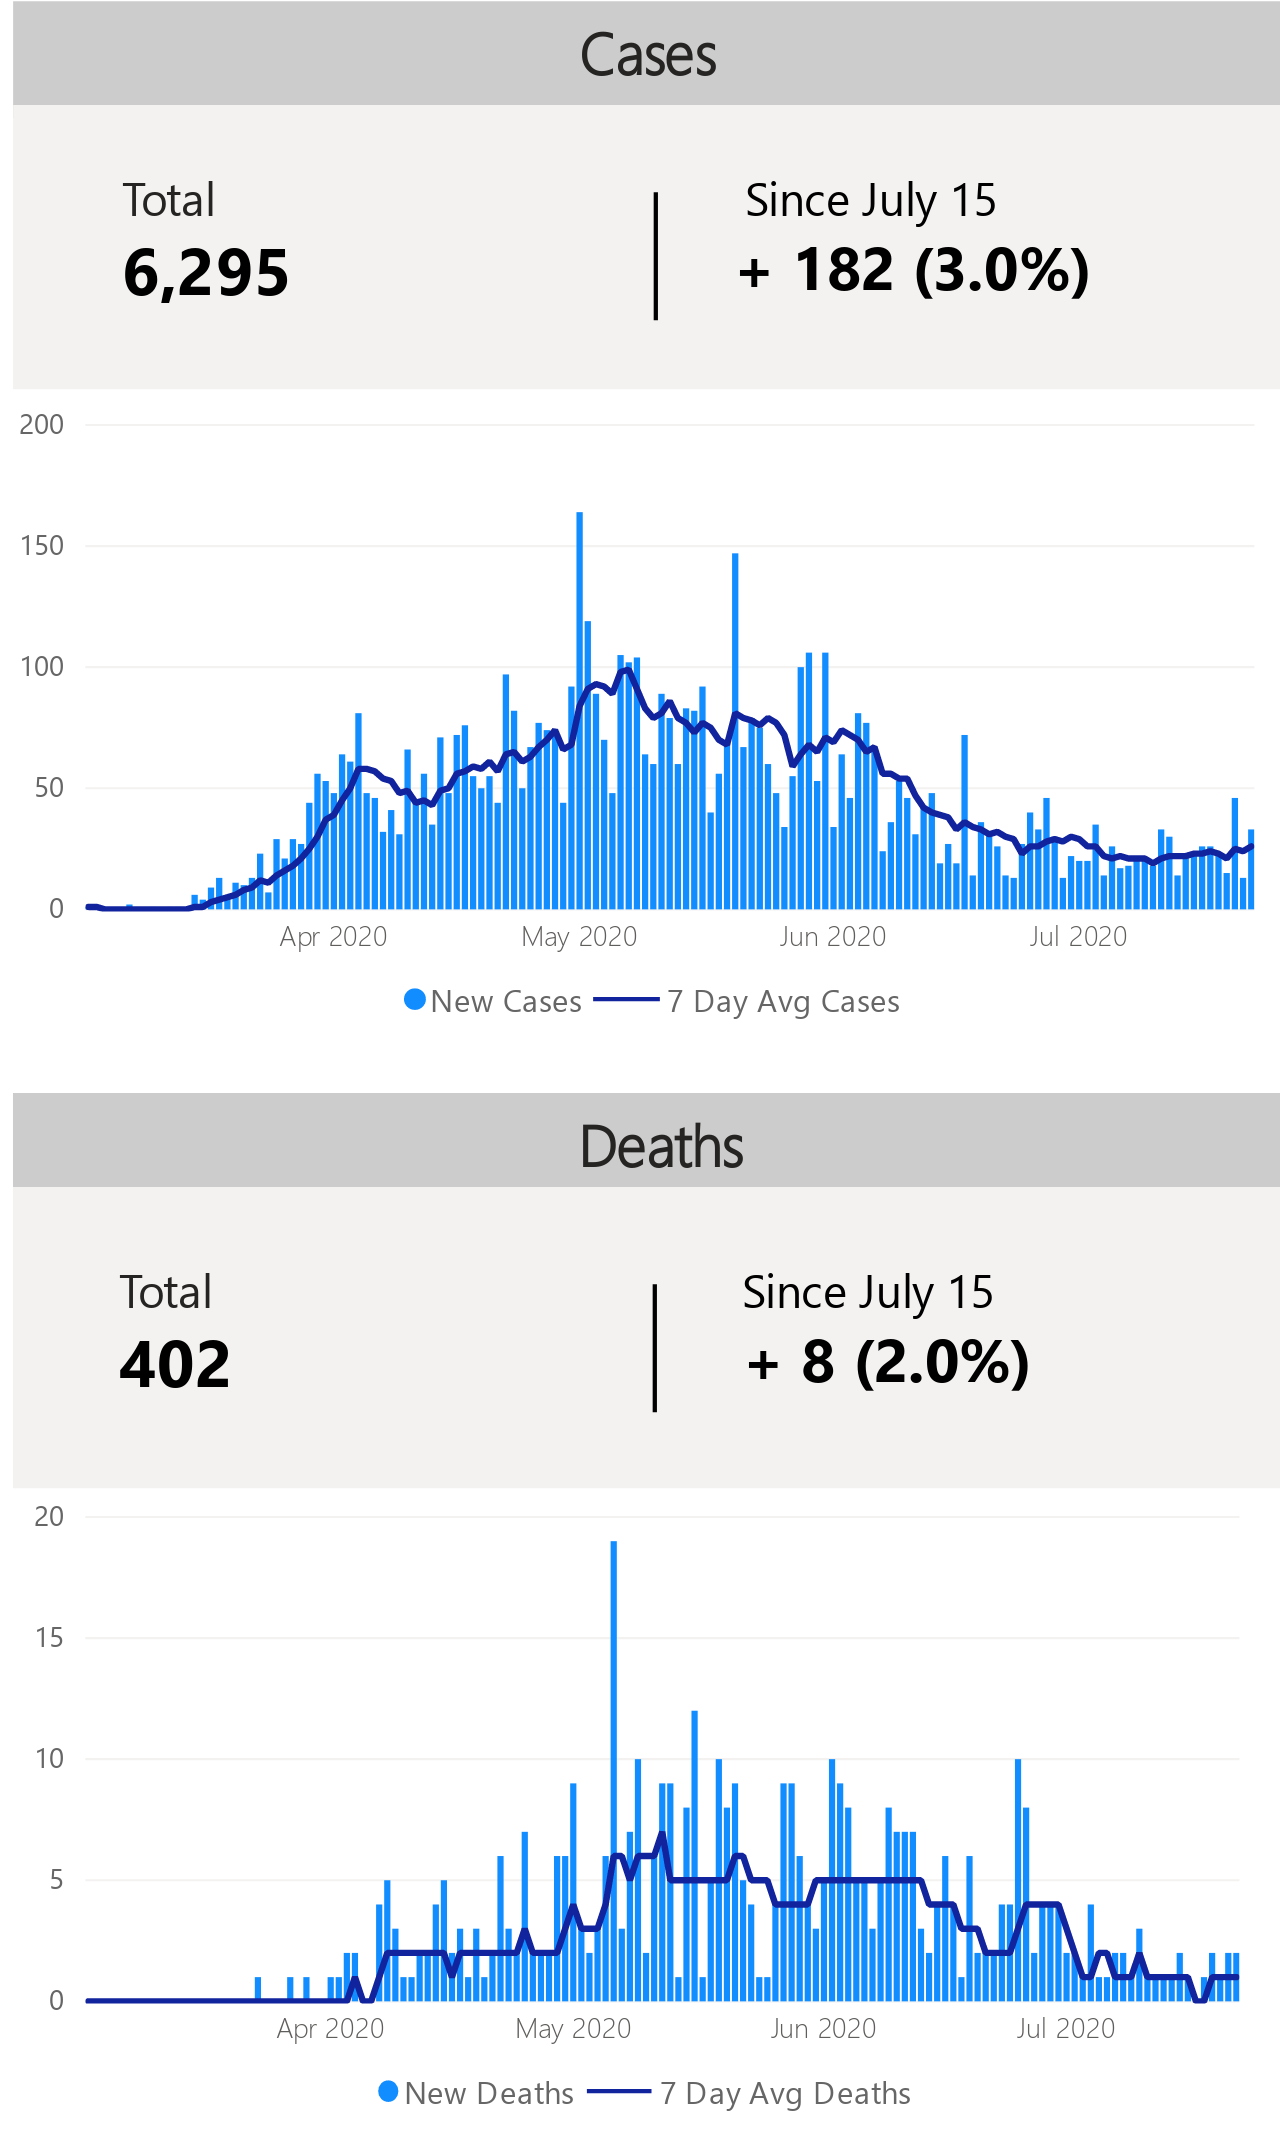 Cases
Total
Since July 15
6,295
+ 182 (3.0%)
200
150
100
50
0
Apr 2020
May 2020
Jun 2020
Jul 2020
New Cases
7 Day Avg Cases
Deaths
Total
Since July 15
402
+ 8 (2.0%)
20
15
10
5
0
Apr 2020
May 2020
Jun 2020
Jul 2020
New Deaths
7 Day Avg Deaths